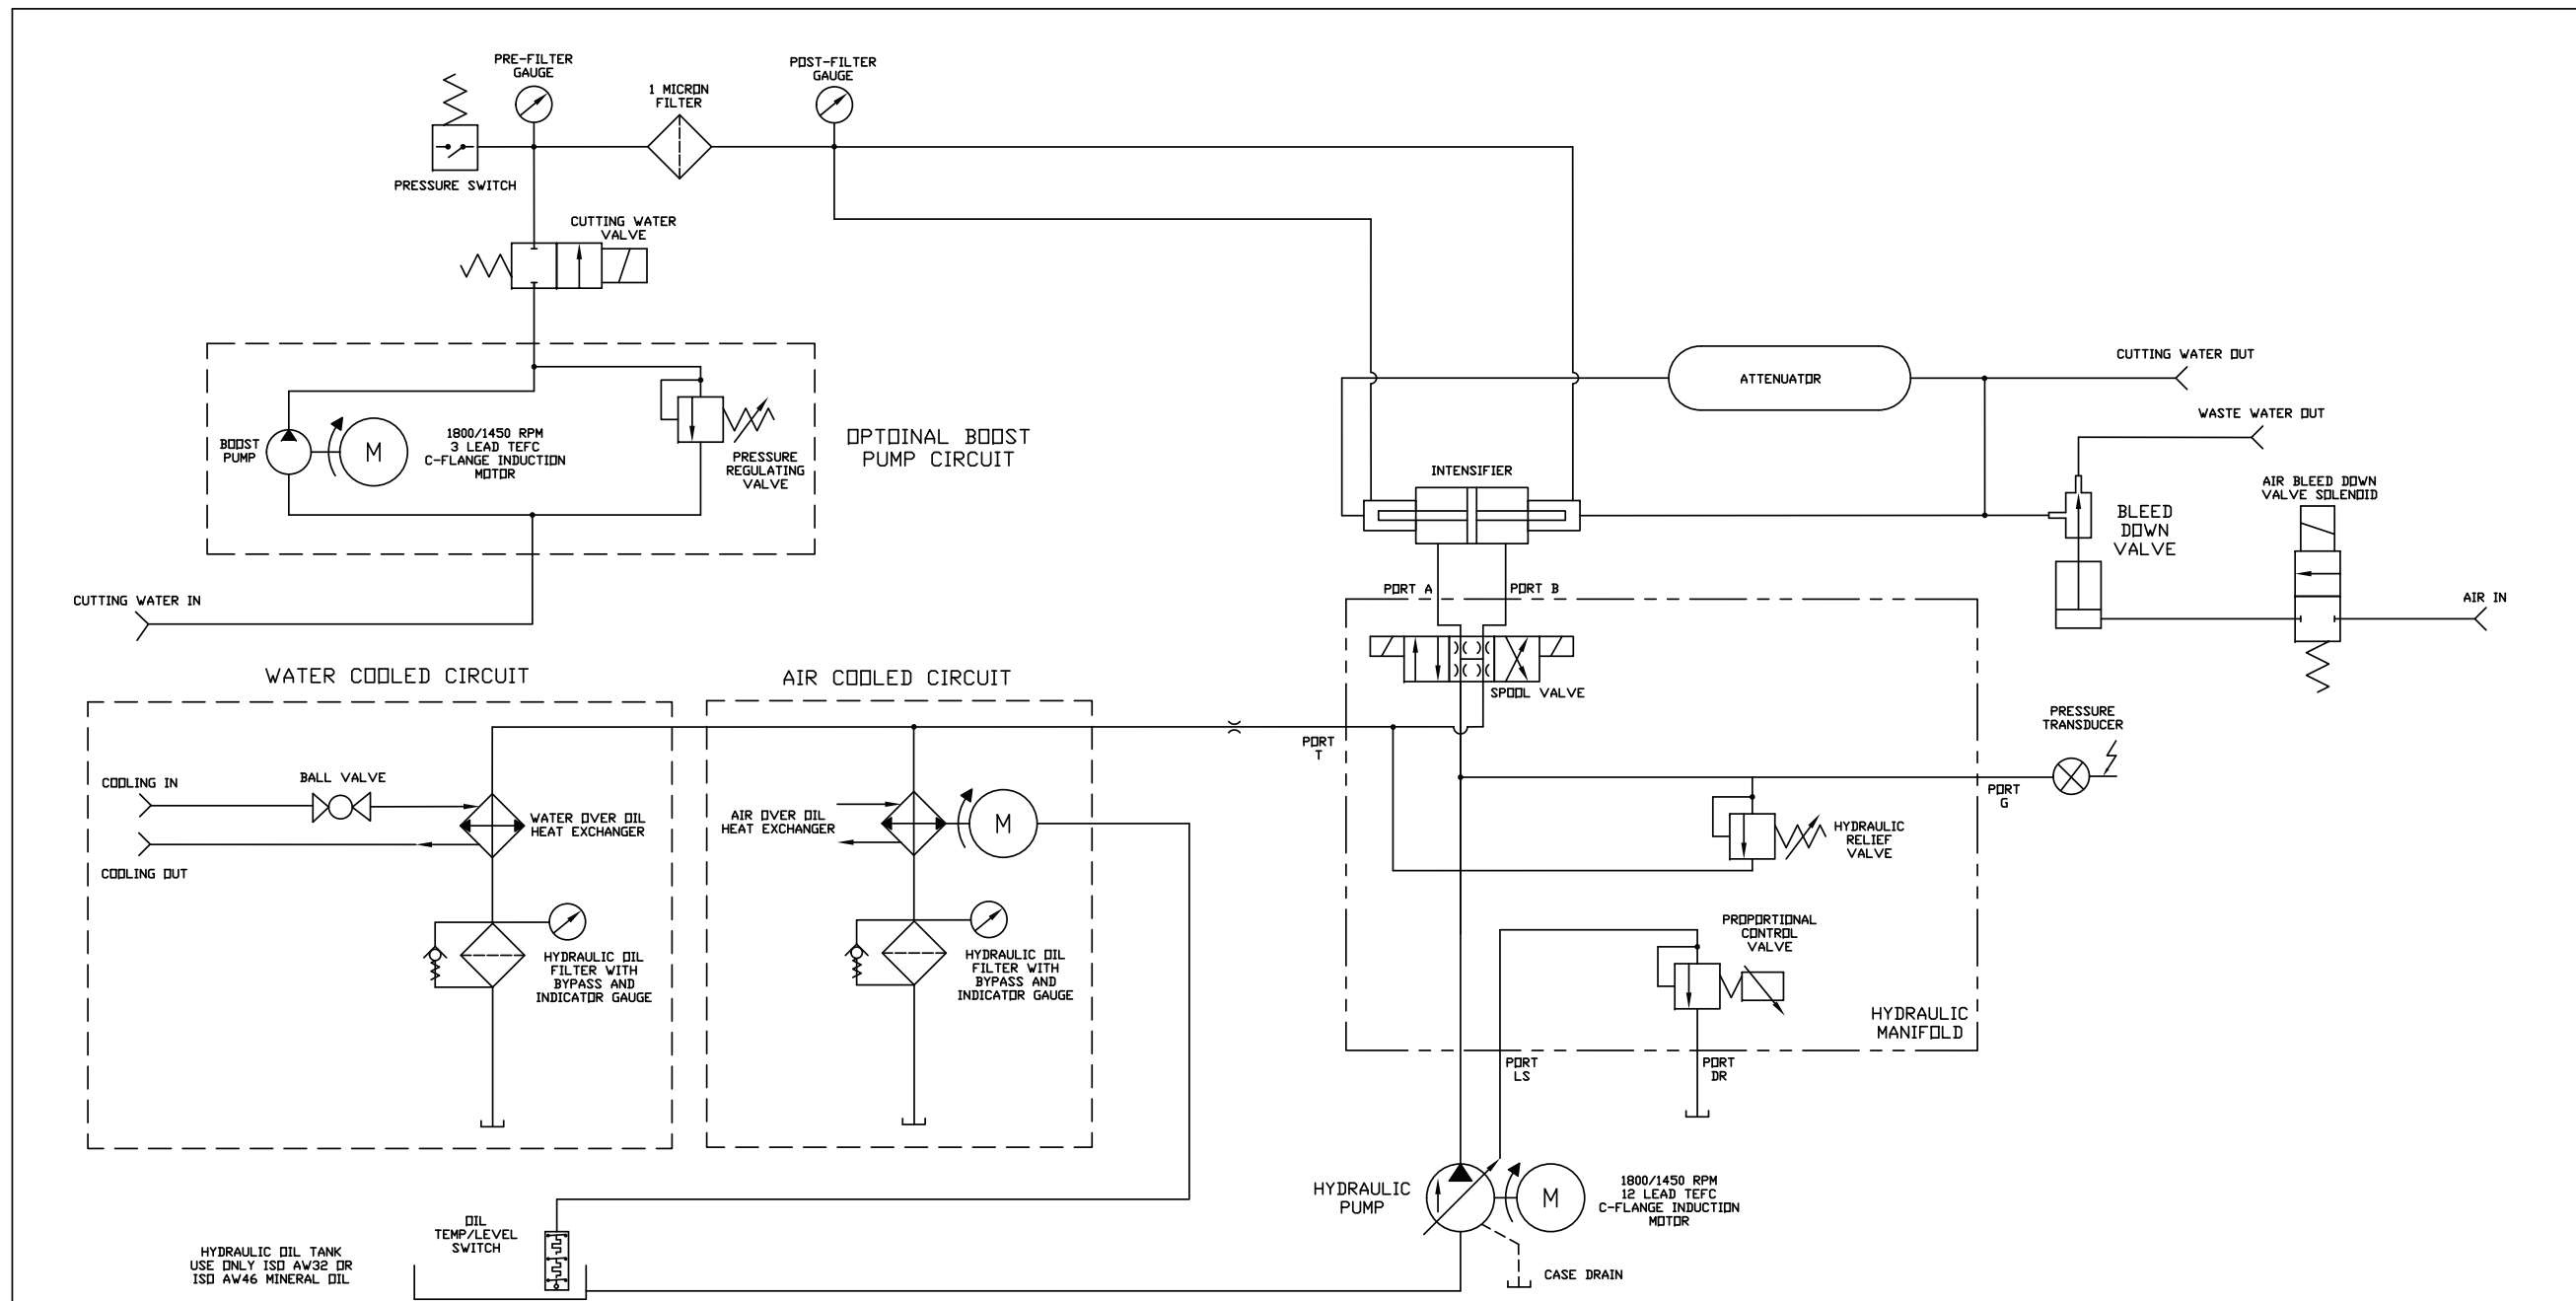 PRE-FILTER
GAUGE
POST-FILTER
GAUGE
1 MICRON
FILTER
PRESSURE SWITCH
CUTTING WATER
VALVE
BOOST
PUMP
M
1800/1450 RPM
3 LEAD TEFC
C-FLANGE INDUCTION
MOTOR
PRESSURE
REGULATING
VALVE
OPTOINAL BOOST
PUMP CIRCUIT
CUTTING WATER IN
ATTENUATOR
CUTTING WATER OUT
WASTE WATER OUT
INTENSIFIER
BLEED
DOWN
VALVE
AIR BLEED DOWN
VALVE SOLENOID
AIR IN
PORT A
PORT B
SPOOL VALVE
WATER COOLED CIRCUIT
AIR COOLED CIRCUIT
COOLING IN
BALL VALVE
COOLING OUT
WATER OVER OIL
HEAT EXCHANGER
HYDRAULIC OIL
FILTER WITH
BYPASS AND
INDICATOR GAUGE
AIR OVER OIL
HEAT EXCHANGER
M
HYDRAULIC OIL
FILTER WITH
BYPASS AND
INDICATOR GAUGE
PORT
T
PRESSURE
TRANSDUCER
PORT
G
HYDRAULIC
RELIEF
VALVE
PROPORTIONAL
CONTROL
VALVE
HYDRAULIC
MANIFOLD
PORT
LS
PORT
DR
HYDRAULIC
PUMP
M
1800/1450 RPM
12 LEAD TEFC
C-FLANGE INDUCTION
MOTOR
CASE DRAIN
OIL
TEMP/LEVEL
SWITCH
HYDRAULIC OIL TANK
USE ONLY ISO AW32 OR
ISO AW46 MINERAL OIL